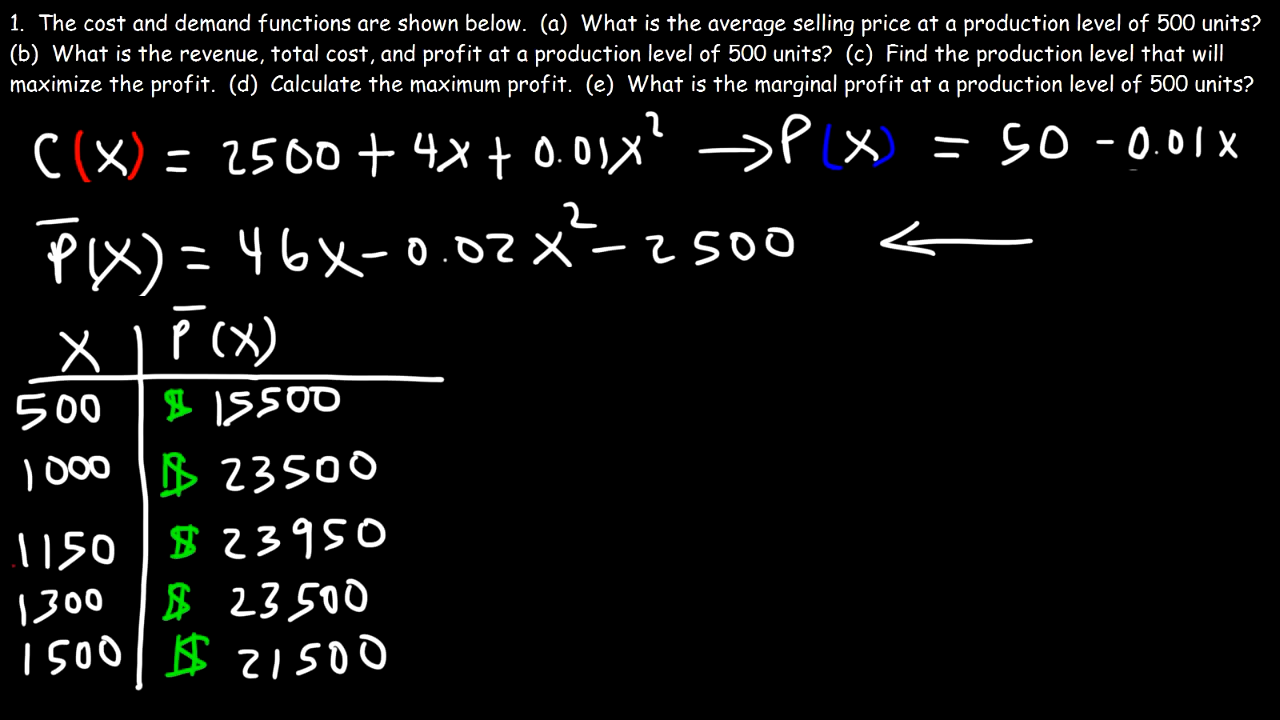 1. The cost and demand functions are shown below. (a) What is the average selling price at a production level of 500 units?
(b) What is the revenue, total cost, and profit at a production level of 500 units? (c) Find the production level that will
maximize the profit. (d) Calculate the maximum profit. (e) What is the marginal profit at a production level of 500 units?
C(X) = 2500 + 4x + 0.01x² → P(X) = 50 - 0.01x
P̅(X) = 46x - 0.02x² - 2500 ←
X P̅(X)
500 $ 15500
1000 $ 23500
1150 $ 23950
1300 $ 23500
1500 $ 21500